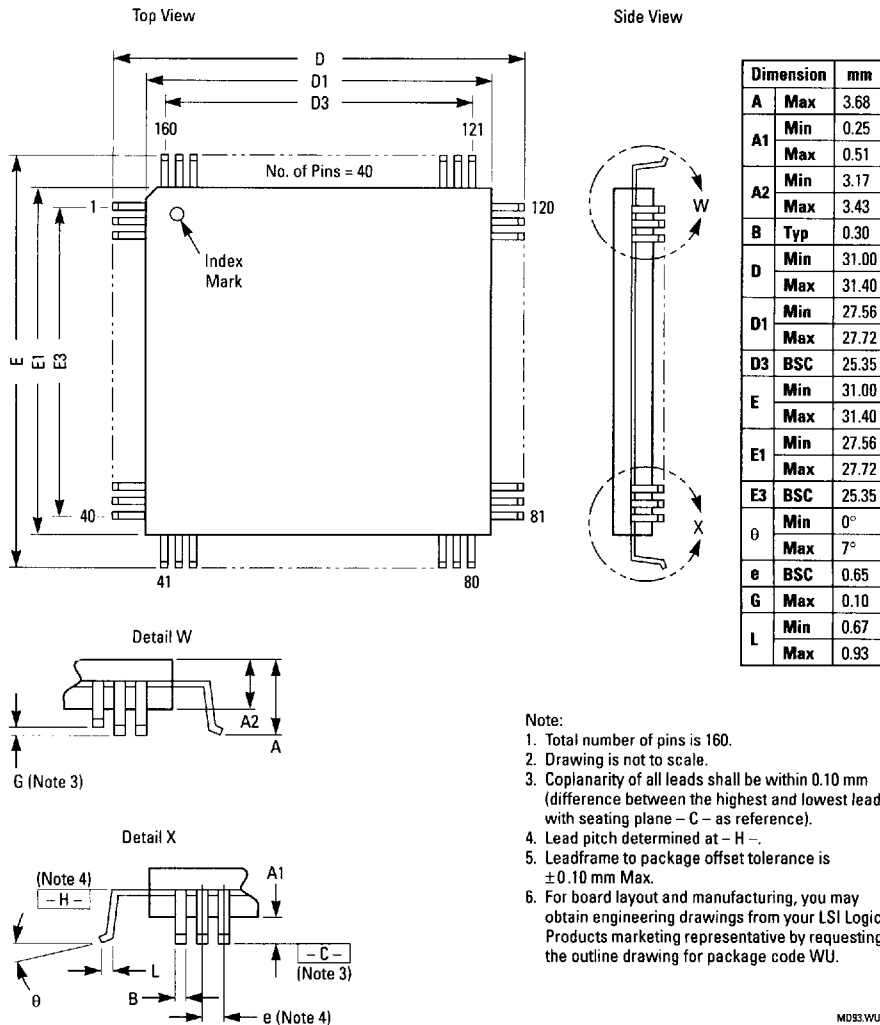 Top View
Side View
D
D1
D3
160
121
No. of Pins = 40
1
120
Index
Mark
E
E1
E3
W
X
40
81
41
80
Dimension mm
A Max 3.68
A1 Min 0.25
Max 0.51
A2 Min 3.17
Max 3.43
B Typ 0.30
D Min 31.00
Max 31.40
D1 Min 27.56
Max 27.72
D3 BSC 25.35
E Min 31.00
Max 31.40
E1 Min 27.56
Max 27.72
E3 BSC 25.35
θ Min 0°
Max 7°
e BSC 0.65
G Max 0.10
L Min 0.67
Max 0.93
Detail W
A2
A
G (Note 3)
Detail X
A1
(Note 4)
– H –
– C –
(Note 3)
L
θ
B
e (Note 4)
Note:
1. Total number of pins is 160.
2. Drawing is not to scale.
3. Coplanarity of all leads shall be within 0.10 mm
(difference between the highest and lowest lead
with seating plane – C – as reference).
4. Lead pitch determined at – H –.
5. Leadframe to package offset tolerance is
±0.10 mm Max.
6. For board layout and manufacturing, you may
obtain engineering drawings from your LSI Logic
Products marketing representative by requesting
the outline drawing for package code WU.
MD93.WU